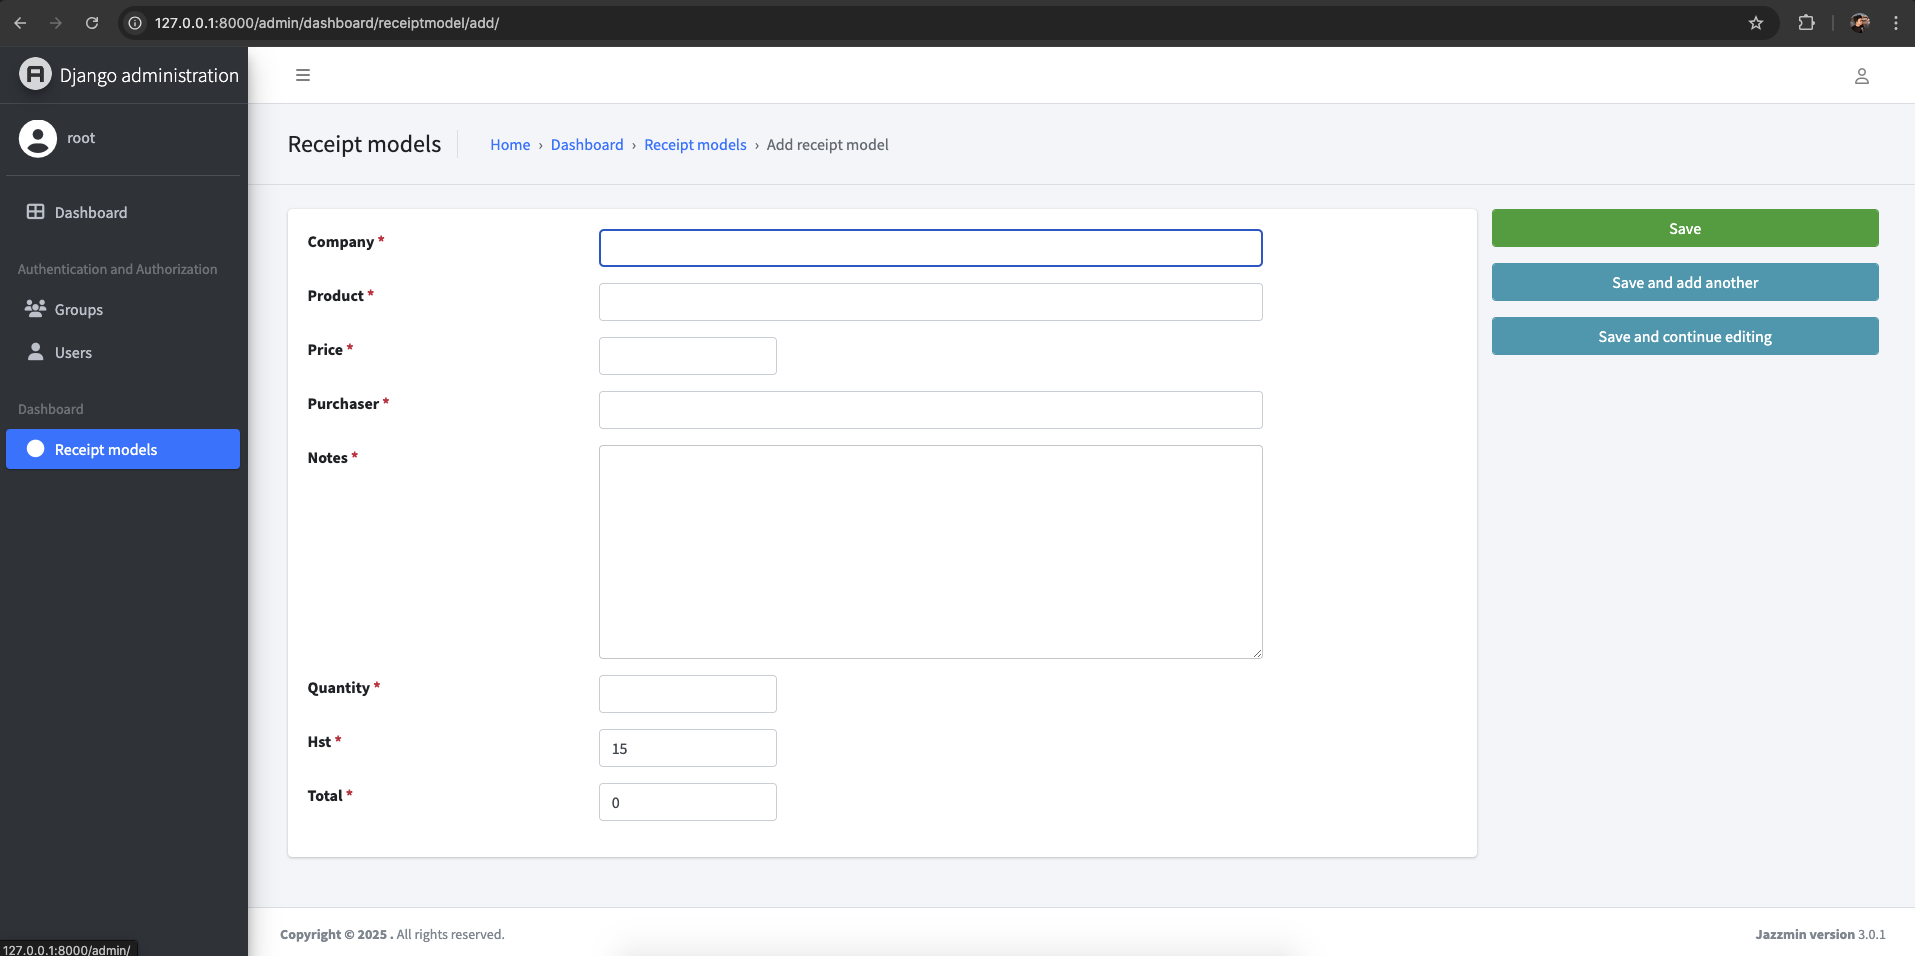 127.0.0.1:8000/admin/dashboard/receiptmodel/add/
Django administration
root
Dashboard
Authentication and Authorization
Groups
Users
Dashboard
Receipt models
Receipt models
Home › Dashboard › Receipt models › Add receipt model
Company *
Product *
Price *
Purchaser *
Notes *
Quantity *
Hst * 15
Total * 0
Save
Save and add another
Save and continue editing
Copyright © 2025 . All rights reserved.
Jazzmin version 3.0.1
127.0.0.1:8000/admin/